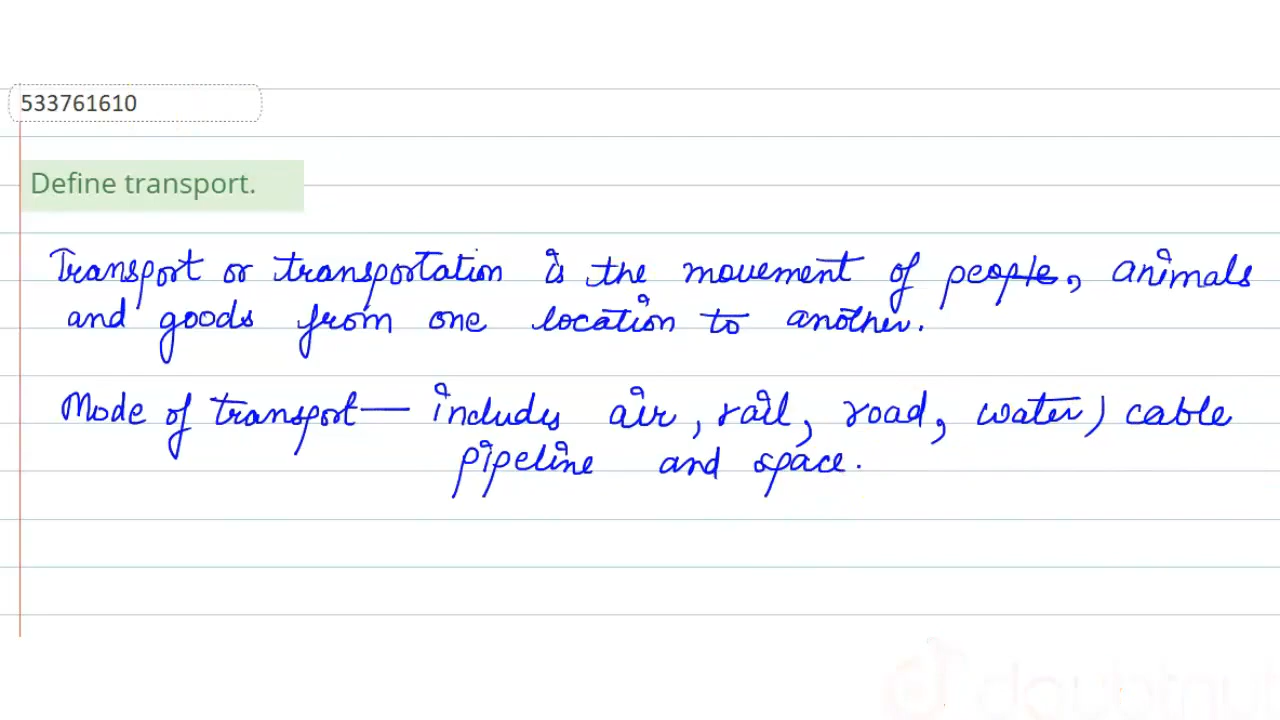 533761610
Define transport.
Transport or transportation is the movement of people, animals
and goods from one location to another.
Mode of transport — includes air, rail, road, water) cable
pipeline and space.
doubtnut